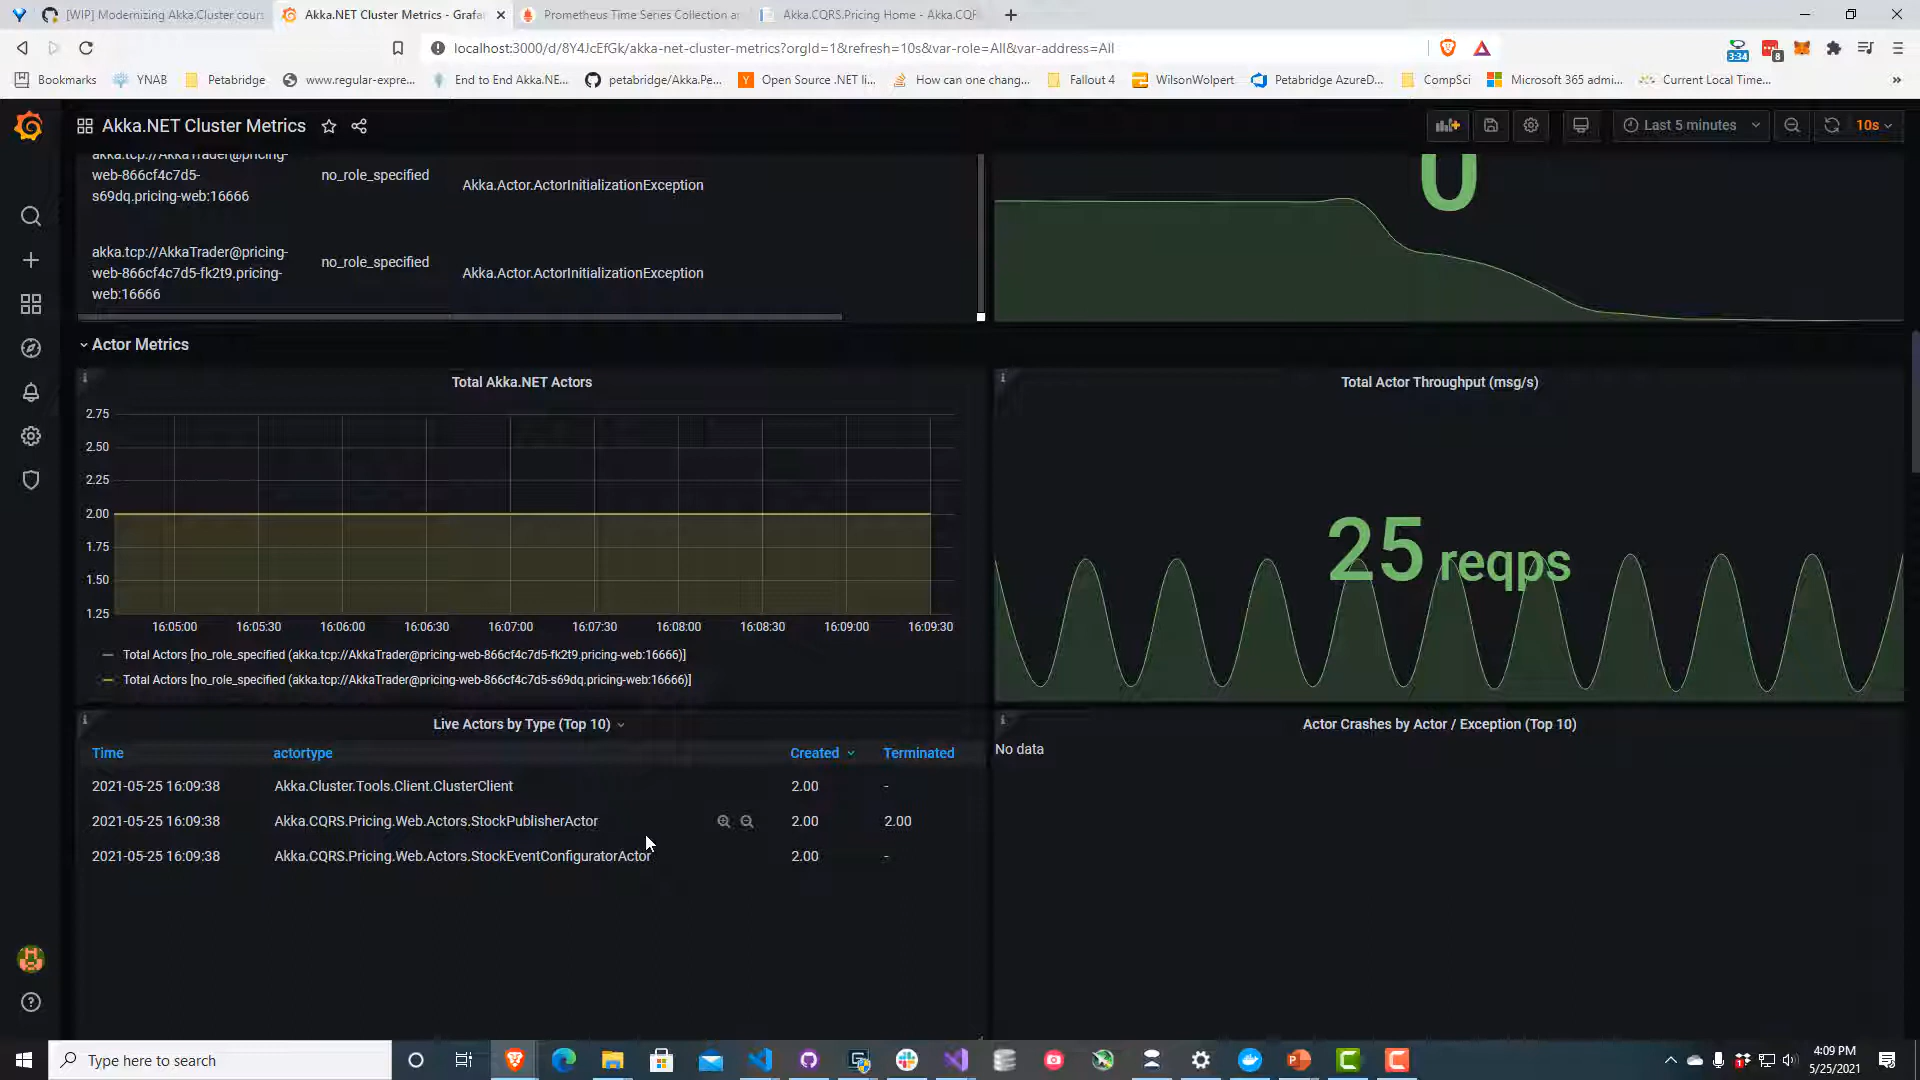 [WIP] Modernizing Akka.Cluster cours
Akka.NET Cluster Metrics - Grafan
Prometheus Time Series Collection a
Akka.CQRS.Pricing Home - Akka.CQR
localhost:3000/d/8Y4JcEfGk/akka-net-cluster-metrics?orgId=1&refresh=10s&var-role=All&var-address=All
3:34
8
Bookmarks
YNAB
Petabridge
www.regular-expre...
End to End Akka.NE...
petabridge/Akka.Pe...
Open Source .NET li...
How can one chang...
Fallout 4
WilsonWolpert
Petabridge AzureD...
CompSci
Microsoft 365 admi...
Current Local Time...
»
Akka.NET Cluster Metrics
Last 5 minutes
10s
akka.tcp://AkkaTrader@pricing-
web-866cf4c7d5-
s69dq.pricing-web:16666
no_role_specified
Akka.Actor.ActorInitializationException
akka.tcp://AkkaTrader@pricing-
web-866cf4c7d5-fk2t9.pricing-
web:16666
no_role_specified
Akka.Actor.ActorInitializationException
0
Actor Metrics
Total Akka.NET Actors
2.75
2.50
2.25
2.00
1.75
1.50
1.25
16:05:00 16:05:30 16:06:00 16:06:30 16:07:00 16:07:30 16:08:00 16:08:30 16:09:00 16:09:30
Total Actors [no_role_specified (akka.tcp://AkkaTrader@pricing-web-866cf4c7d5-fk2t9.pricing-web:16666)]
Total Actors [no_role_specified (akka.tcp://AkkaTrader@pricing-web-866cf4c7d5-s69dq.pricing-web:16666)]
Total Actor Throughput (msg/s)
25 reqps
Live Actors by Type (Top 10)
Time actortype Created Terminated
2021-05-25 16:09:38 Akka.Cluster.Tools.Client.ClusterClient 2.00 -
2021-05-25 16:09:38 Akka.CQRS.Pricing.Web.Actors.StockPublisherActor 2.00 2.00
2021-05-25 16:09:38 Akka.CQRS.Pricing.Web.Actors.StockEventConfiguratorActor 2.00 -
Actor Crashes by Actor / Exception (Top 10)
No data
Type here to search
4:09 PM
5/25/2021